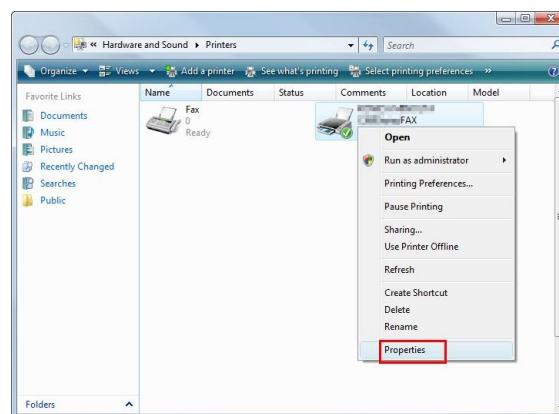 « Hardware and Sound ▸ Printers
Search
Organize
Views
Add a printer
See what's printing
Select printing preferences
»
Favorite Links
Documents
Music
Pictures
Recently Changed
Searches
Public
Folders
Name
Documents
Status
Comments
Location
Model
Fax
0
Ready
FAX
Open
Run as administrator
Printing Preferences...
Pause Printing
Sharing...
Use Printer Offline
Refresh
Create Shortcut
Delete
Rename
Properties